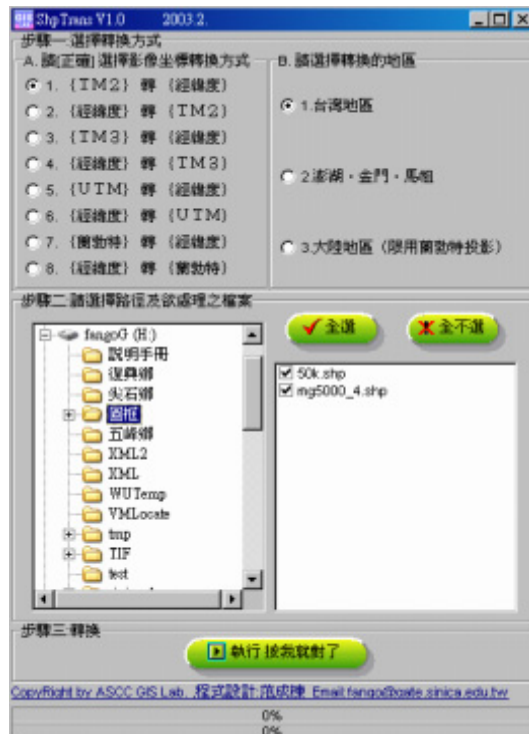 ShpTrans V1.0 2003.2.
步驟一.選擇轉換方式
A. 請[正確] 選擇影像坐標轉換方式
1. {TM2} 轉 {經緯度}
2. {經緯度} 轉 {TM2}
3. {TM3} 轉 {經緯度}
4. {經緯度} 轉 {TM3}
5. {UTM} 轉 {經緯度}
6. {經緯度} 轉 {UTM}
7. {蘭勃特} 轉 {經緯度}
8. {經緯度} 轉 {蘭勃特}
B. 請選擇轉換的地區
1.台灣地區
2.澎湖・金門・馬祖
3.大陸地區 (限用蘭勃特投影)
步驟二.請選擇路徑及欲處理之檔案
fangoG (H:)
說明手冊
復興鄉
尖石鄉
圖框
五峰鄉
XML2
XML
WUTemp
VMLocate
tmp
TIF
test
全選
全不選
50k.shp
mg5000_4.shp
步驟三.轉換
執行 按我就對了
CopyRight by ASCC GIS Lab. 程式設計:范成棟 Email:fango@gate.sinica.edu.tw
0%
0%